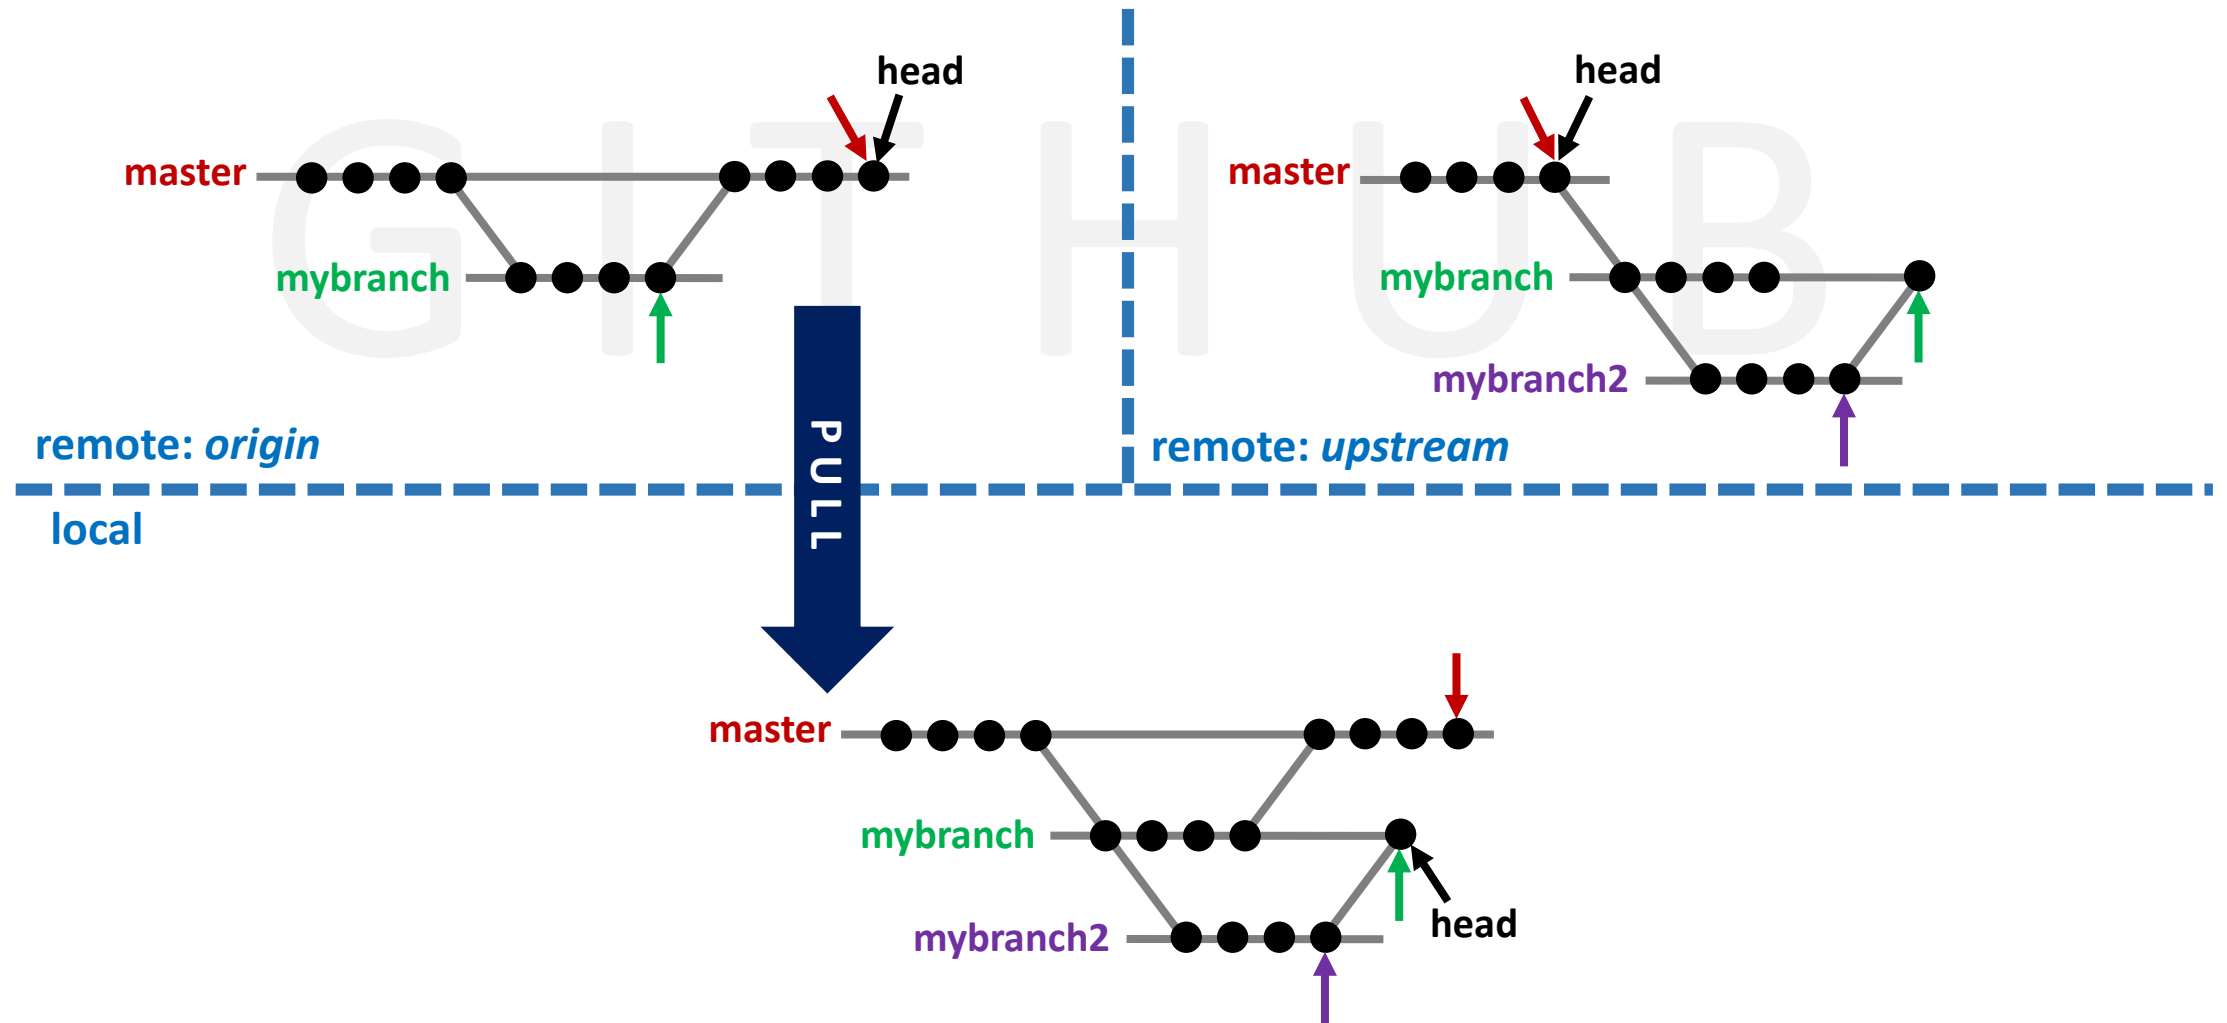 GITHUB
head
master
mybranch
remote: origin
head
master
mybranch
mybranch2
remote: upstream
PULL
local
master
mybranch
head
mybranch2